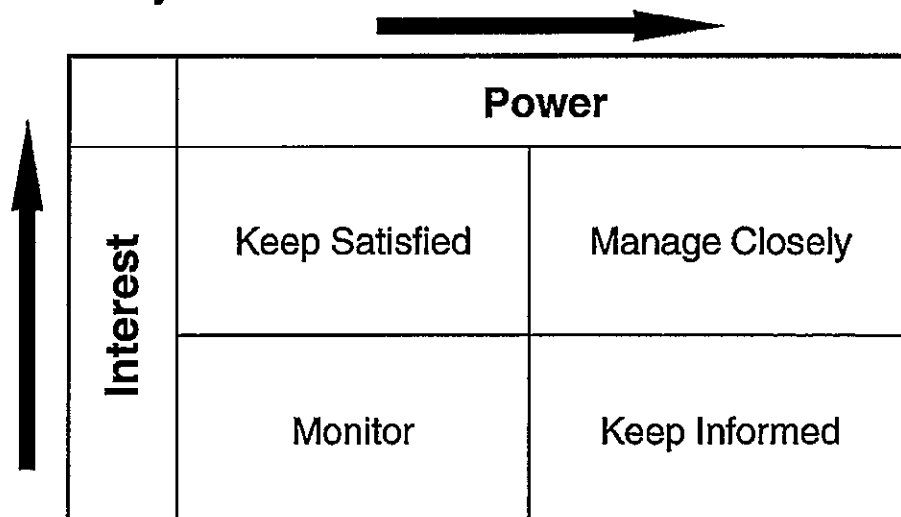 Power
Interest
Keep Satisfied
Manage Closely
Monitor
Keep Informed